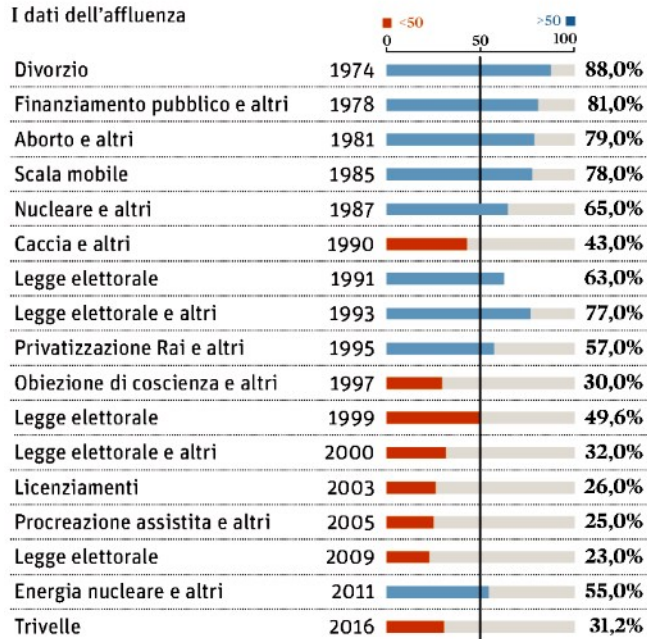 I dati dell'affluenza
<50 >50
0 50 100
Divorzio 1974 88,0%
Finanziamento pubblico e altri 1978 81,0%
Aborto e altri 1981 79,0%
Scala mobile 1985 78,0%
Nucleare e altri 1987 65,0%
Caccia e altri 1990 43,0%
Legge elettorale 1991 63,0%
Legge elettorale e altri 1993 77,0%
Privatizzazione Rai e altri 1995 57,0%
Obiezione di coscienza e altri 1997 30,0%
Legge elettorale 1999 49,6%
Legge elettorale e altri 2000 32,0%
Licenziamenti 2003 26,0%
Procreazione assistita e altri 2005 25,0%
Legge elettorale 2009 23,0%
Energia nucleare e altri 2011 55,0%
Trivelle 2016 31,2%